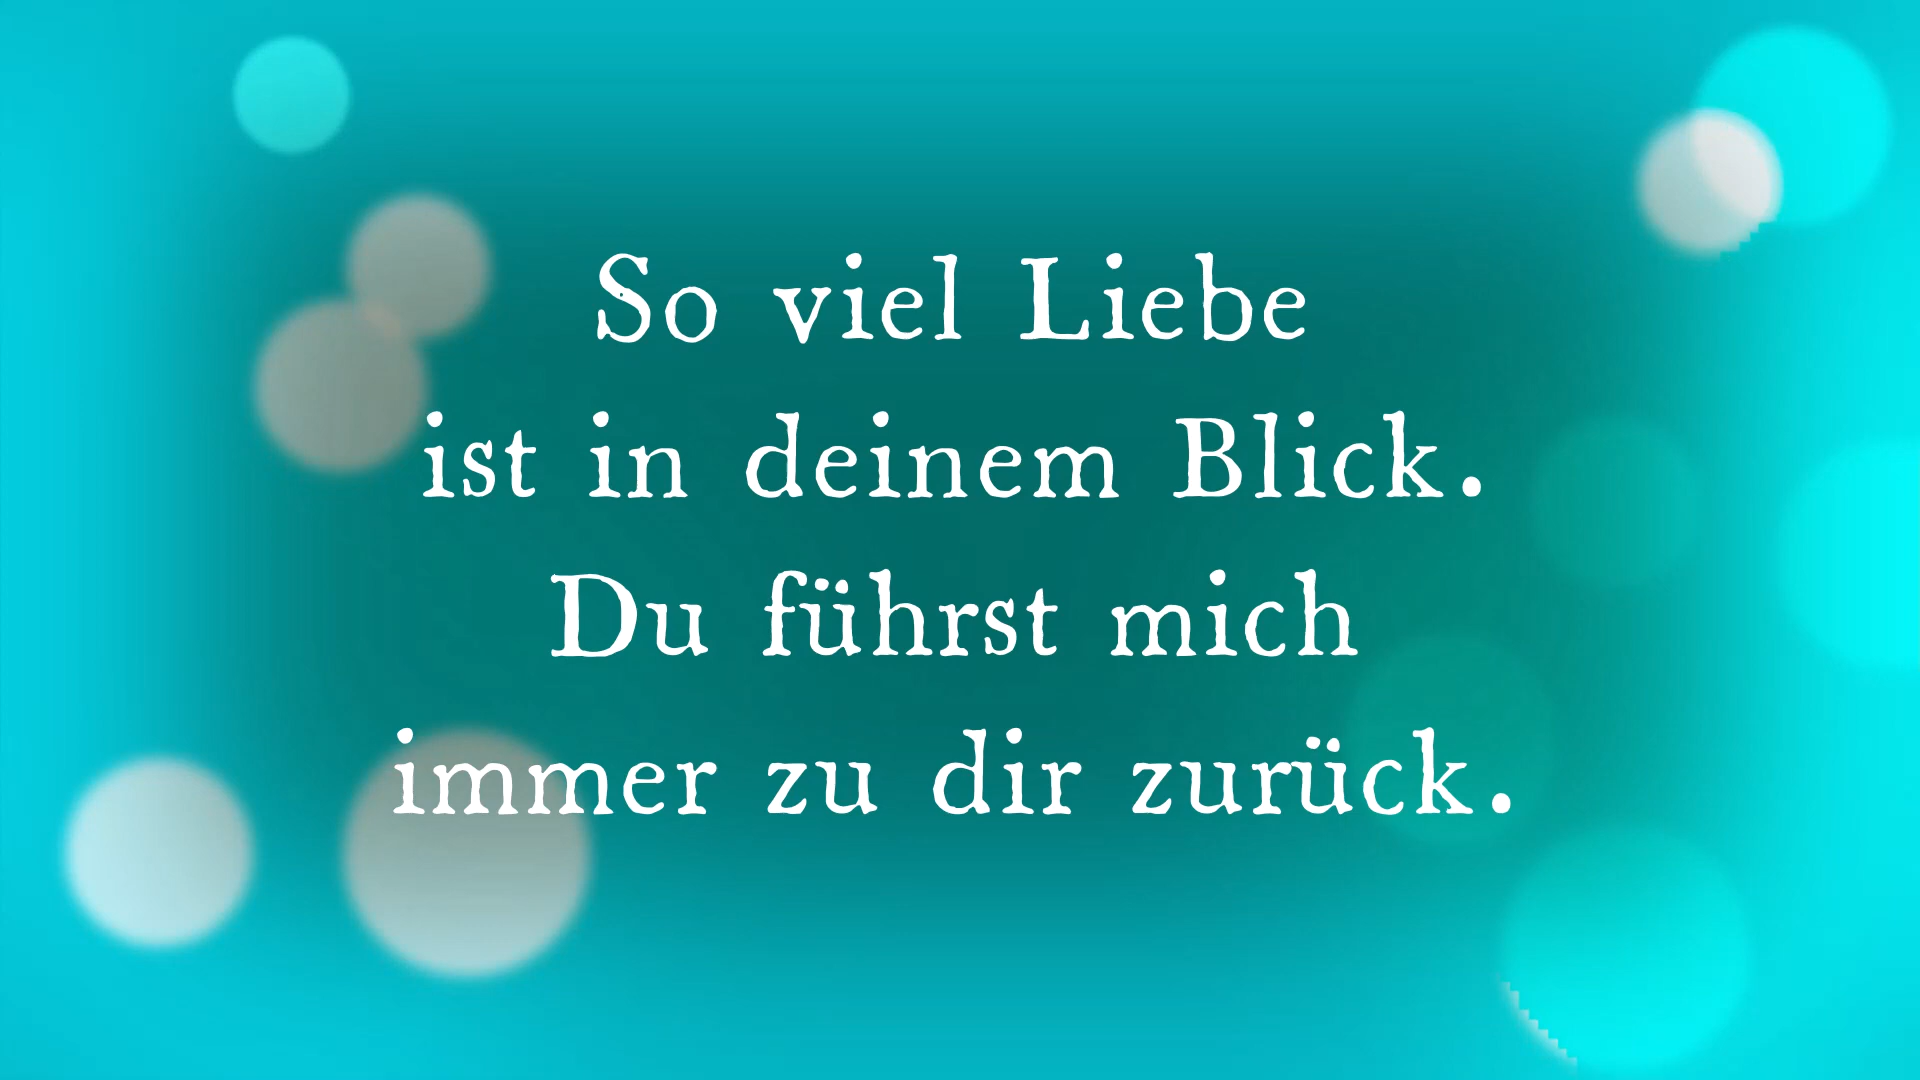 So viel Liebe
ist in deinem Blick.
Du führst mich
immer zu dir zurück.